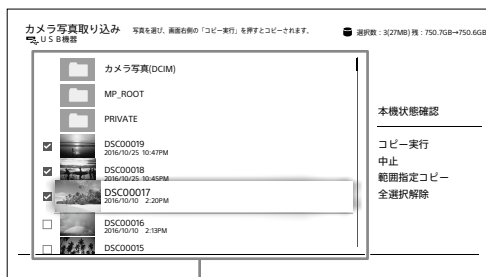 カメラ写真取り込み 写真を選び、画面右側の「コピー実行」を押すとコピーされます。 選択数：3(27MB) 残：750.7GB→750.6GB
USB機器
カメラ写真(DCIM)
MP_ROOT
PRIVATE
DSC00019
2016/10/25 10:47PM
DSC00018
2016/10/25 10:45PM
DSC00017
2016/10/10 2:20PM
DSC00016
2016/10/10 2:13PM
DSC00015
本機状態確認
コピー実行
中止
範囲指定コピー
全選択解除